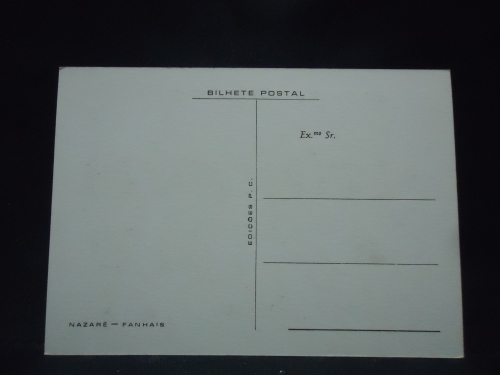 BILHETE POSTAL
Ex.ᵐᵒ Sr.
EDIÇÕES P. C.
NAZARÉ — FANHAIS